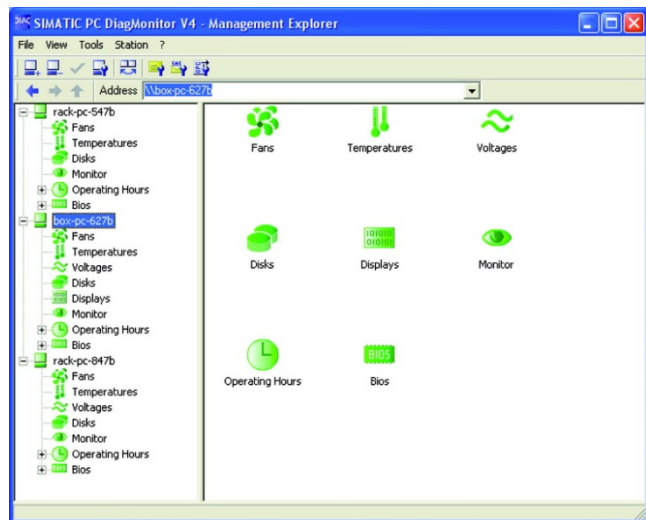 SIMATIC PC DiagMonitor V4 - Management Explorer
File View Tools Station ?
Address \\box-pc-627b
rack-pc-547b
Fans
Temperatures
Disks
Monitor
Operating Hours
Bios
box-pc-627b
Fans
Temperatures
Voltages
Disks
Displays
Monitor
Operating Hours
Bios
rack-pc-847b
Fans
Temperatures
Voltages
Disks
Monitor
Operating Hours
Bios
Fans Temperatures Voltages
101010
010101
Disks Displays Monitor
BIOS
Operating Hours Bios